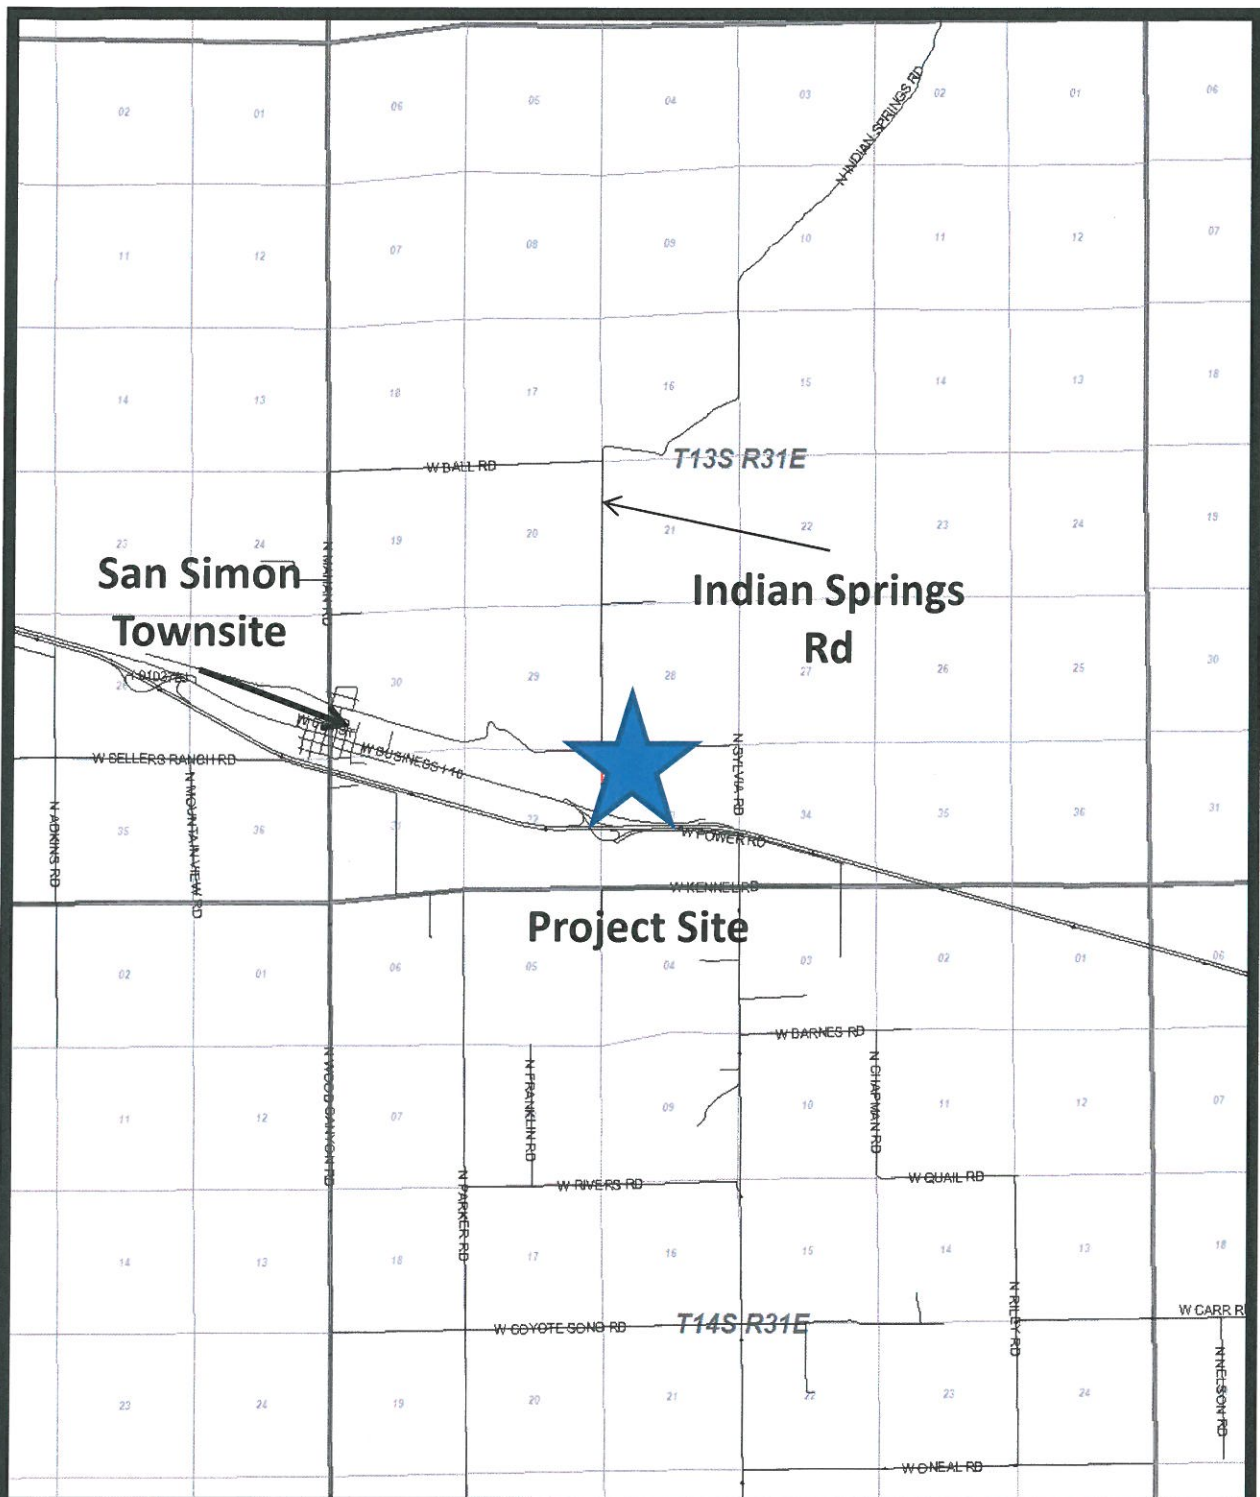 02
01
06
05
04
03
02
01
06
N INDIAN SPRINGS RD
11
12
07
08
09
10
11
12
07
14
13
18
17
16
15
14
13
18
W BALL RD
T13S R31E
23
24
19
20
21
22
23
24
19
N MAIAN RD
San Simon
Townsite
Indian Springs
Rd
30
29
28
27
26
25
30
W BUSINESS I-10
W SELLERS RANCH RD
N SYLVIA RD
N ADKINS RD
N MOUNTAIN VIEW RD
35
36
31
32
34
35
36
31
W POWER RD
W KENNEL RD
Project Site
02
01
06
05
04
03
02
01
06
W BARNES RD
N WOOD CANYON RD
N FRANKLIN RD
N CHAPMAN RD
11
12
07
09
10
11
12
07
N PARKER RD
W RIVERS RD
W QUAIL RD
14
13
18
17
16
15
14
13
18
N RILEY RD
W CARR R
W COYOTE SONG RD
T14S R31E
N NELSON RD
23
24
19
20
21
22
23
24
W ONEAL RD